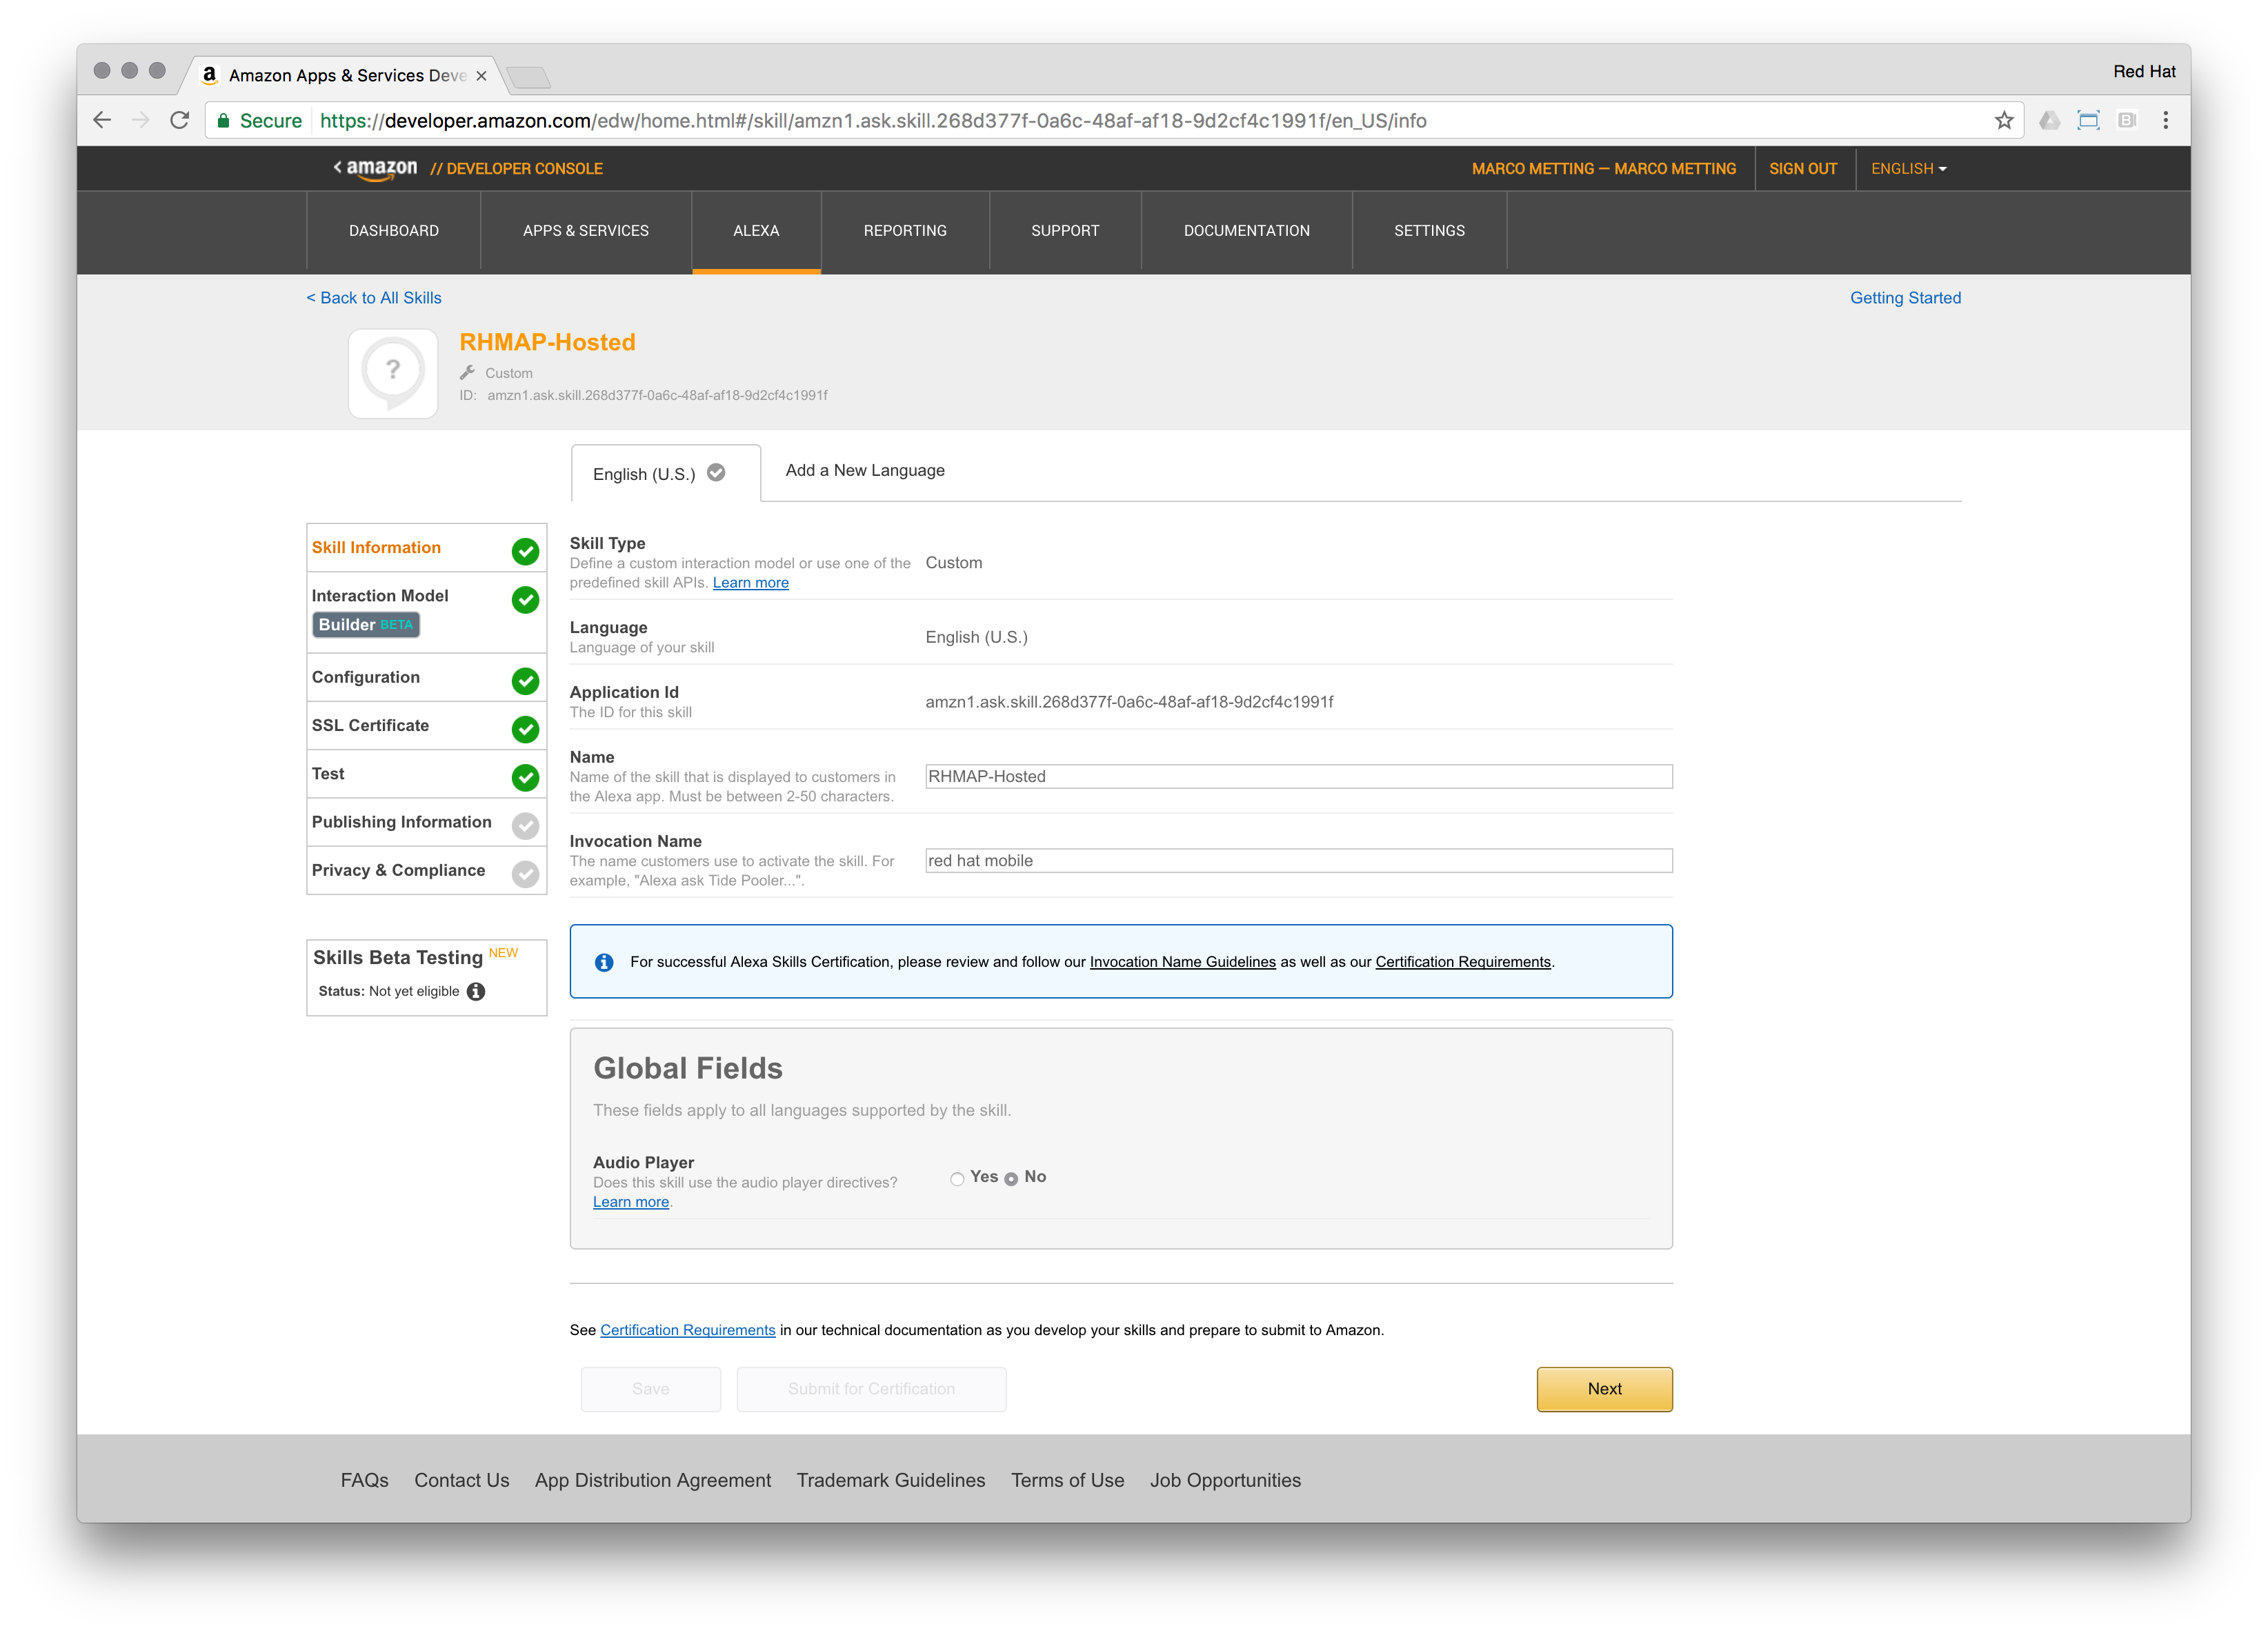 Amazon Apps & Services Deve
Red Hat
Secure https://developer.amazon.com/edw/home.html#/skill/amzn1.ask.skill.268d377f-0a6c-48af-af18-9d2cf4c1991f/en_US/info
amazon // DEVELOPER CONSOLE
MARCO METTING — MARCO METTING SIGN OUT ENGLISH
DASHBOARD APPS & SERVICES ALEXA REPORTING SUPPORT DOCUMENTATION SETTINGS
< Back to All Skills
Getting Started
?
RHMAP-Hosted
Custom
ID: amzn1.ask.skill.268d377f-0a6c-48af-af18-9d2cf4c1991f
English (U.S.)
Add a New Language
Skill Information
Interaction Model
Builder BETA
Configuration
SSL Certificate
Test
Publishing Information
Privacy & Compliance
Skills Beta Testing NEW
Status: Not yet eligible
Skill Type
Define a custom interaction model or use one of the
predefined skill APIs. Learn more
Custom
Language
Language of your skill
English (U.S.)
Application Id
The ID for this skill
amzn1.ask.skill.268d377f-0a6c-48af-af18-9d2cf4c1991f
Name
Name of the skill that is displayed to customers in
the Alexa app. Must be between 2-50 characters.
RHMAP-Hosted
Invocation Name
The name customers use to activate the skill. For
example, "Alexa ask Tide Pooler...".
red hat mobile
For successful Alexa Skills Certification, please review and follow our Invocation Name Guidelines as well as our Certification Requirements.
Global Fields
These fields apply to all languages supported by the skill.
Audio Player
Does this skill use the audio player directives?
Learn more.
Yes No
See Certification Requirements in our technical documentation as you develop your skills and prepare to submit to Amazon.
Save Submit for Certification Next
FAQs Contact Us App Distribution Agreement Trademark Guidelines Terms of Use Job Opportunities